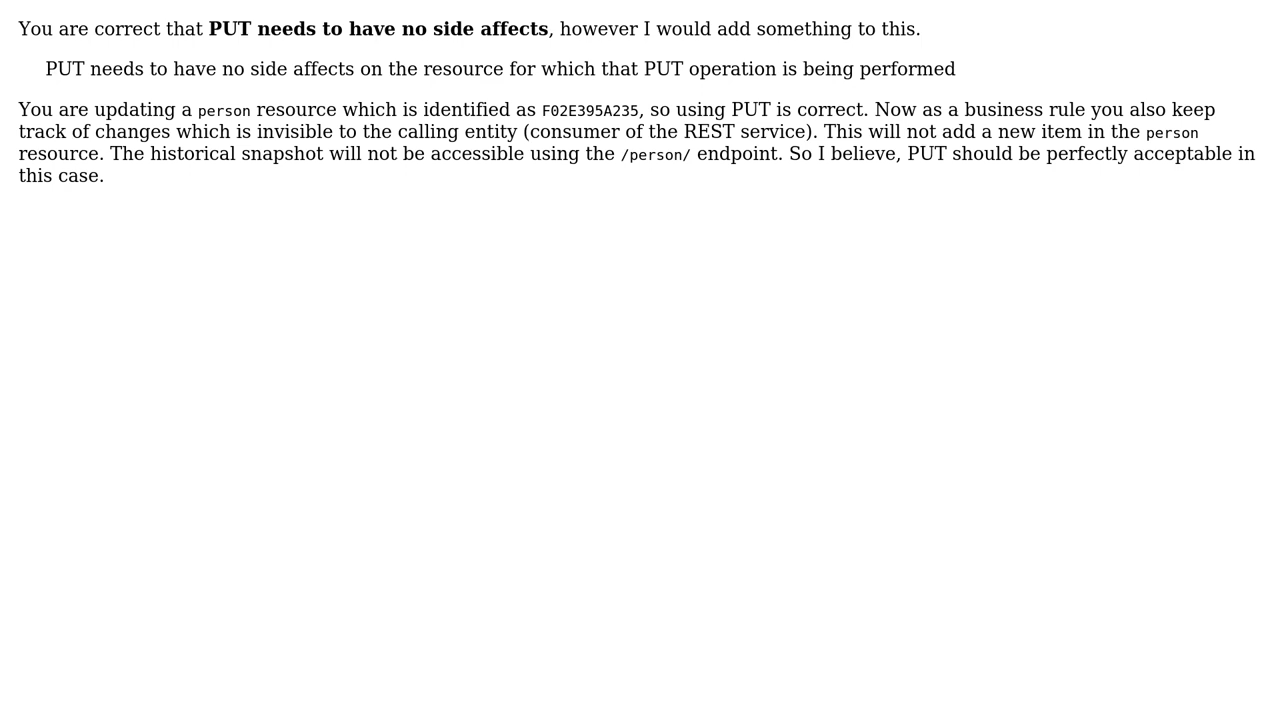 You are correct that PUT needs to have no side affects, however I would add something to this.
PUT needs to have no side affects on the resource for which that PUT operation is being performed
You are updating a person resource which is identified as F02E395A235, so using PUT is correct. Now as a business rule you also keep
track of changes which is invisible to the calling entity (consumer of the REST service). This will not add a new item in the person
resource. The historical snapshot will not be accessible using the /person/ endpoint. So I believe, PUT should be perfectly acceptable in
this case.